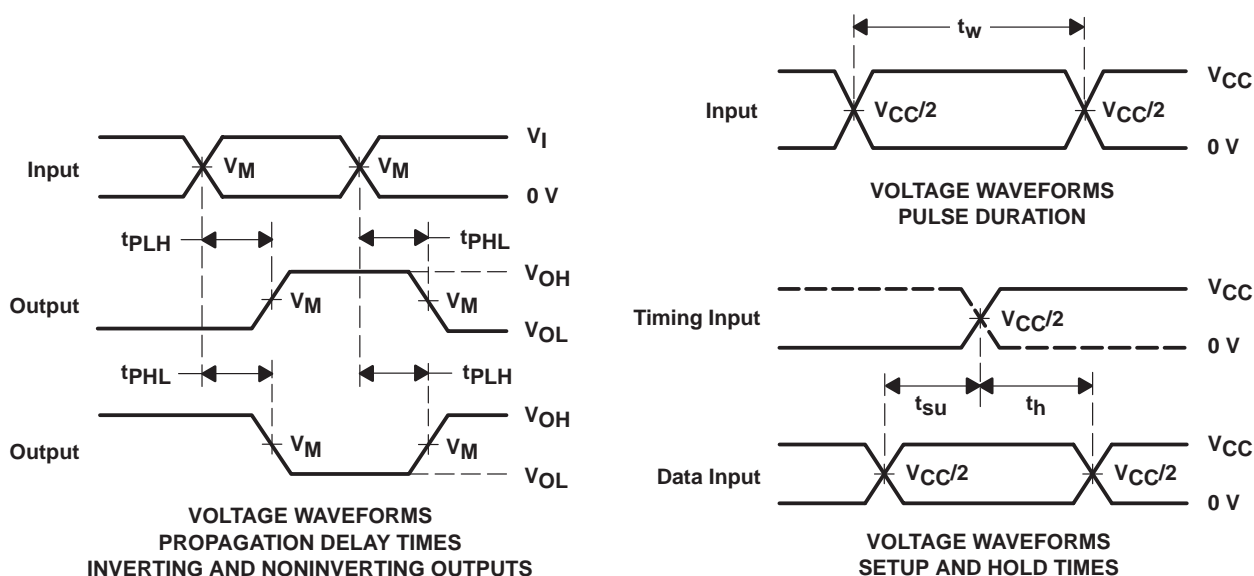 Input
VM
VM
VI
0 V
tPLH
tPHL
Output
VM
VM
VOH
VOL
tPHL
tPLH
Output
VM
VM
VOH
VOL
VOLTAGE WAVEFORMS
PROPAGATION DELAY TIMES
INVERTING AND NONINVERTING OUTPUTS
tw
Input
VCC/2
VCC/2
VCC
0 V
VOLTAGE WAVEFORMS
PULSE DURATION
Timing Input
VCC/2
VCC
0 V
tsu
th
Data Input
VCC/2
VCC/2
VCC
0 V
VOLTAGE WAVEFORMS
SETUP AND HOLD TIMES